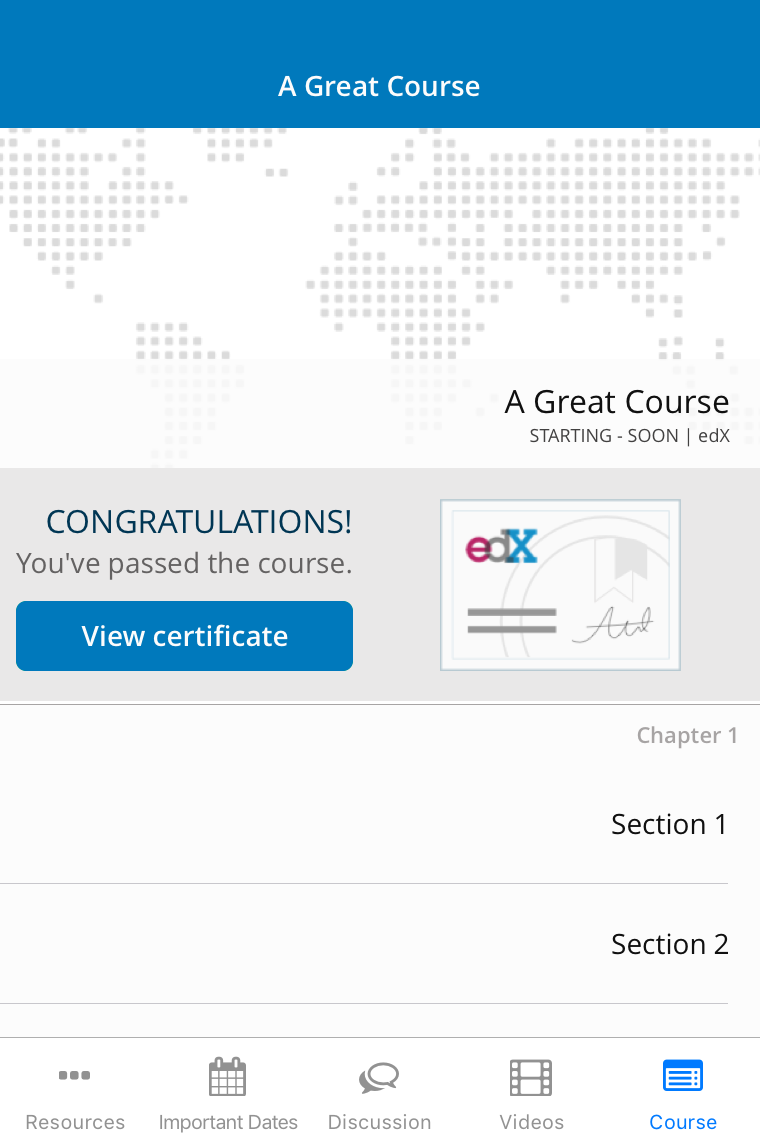 A Great Course
A Great Course
STARTING - SOON | edX
CONGRATULATIONS!
You've passed the course.
View certificate
edX
Chapter 1
Section 1
Section 2
Resources
Important Dates
Discussion
Videos
Course